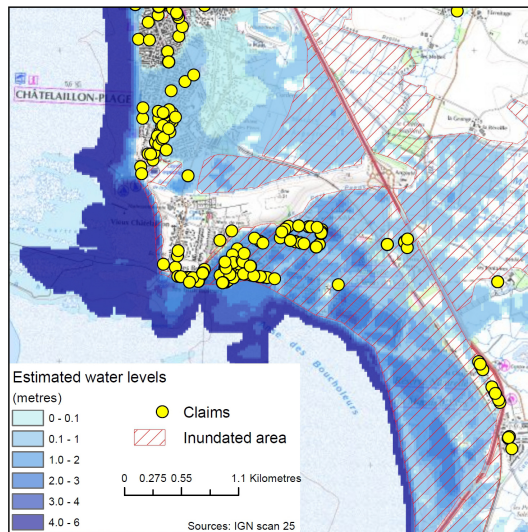 CHÂTELAILLON-PLAGE
Vieux Châtelaillon
des Boucholeurs
Estimated water levels
(metres)
0 - 0.1
0.1 - 1
1.0 - 2
2.0 - 3
3.0 - 4
4.0 - 6
Claims
Inundated area
0 0.275 0.55 1.1 Kilometres
Sources: IGN scan 25